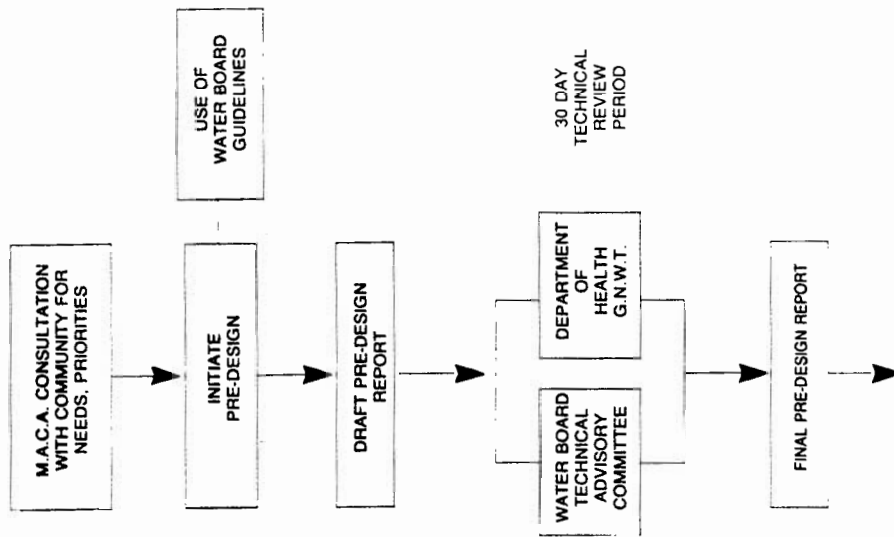 M.A.C.A. CONSULTATION
WITH COMMUNITY FOR
NEEDS, PRIORITIES
INITIATE
PRE-DESIGN
USE OF
WATER BOARD
GUIDELINES
DRAFT PRE-DESIGN
REPORT
WATER BOARD
TECHNICAL
ADVISORY
COMMITTEE
DEPARTMENT
OF
HEALTH
G.N.W.T.
30 DAY
TECHNICAL
REVIEW
PERIOD
FINAL PRE-DESIGN REPORT